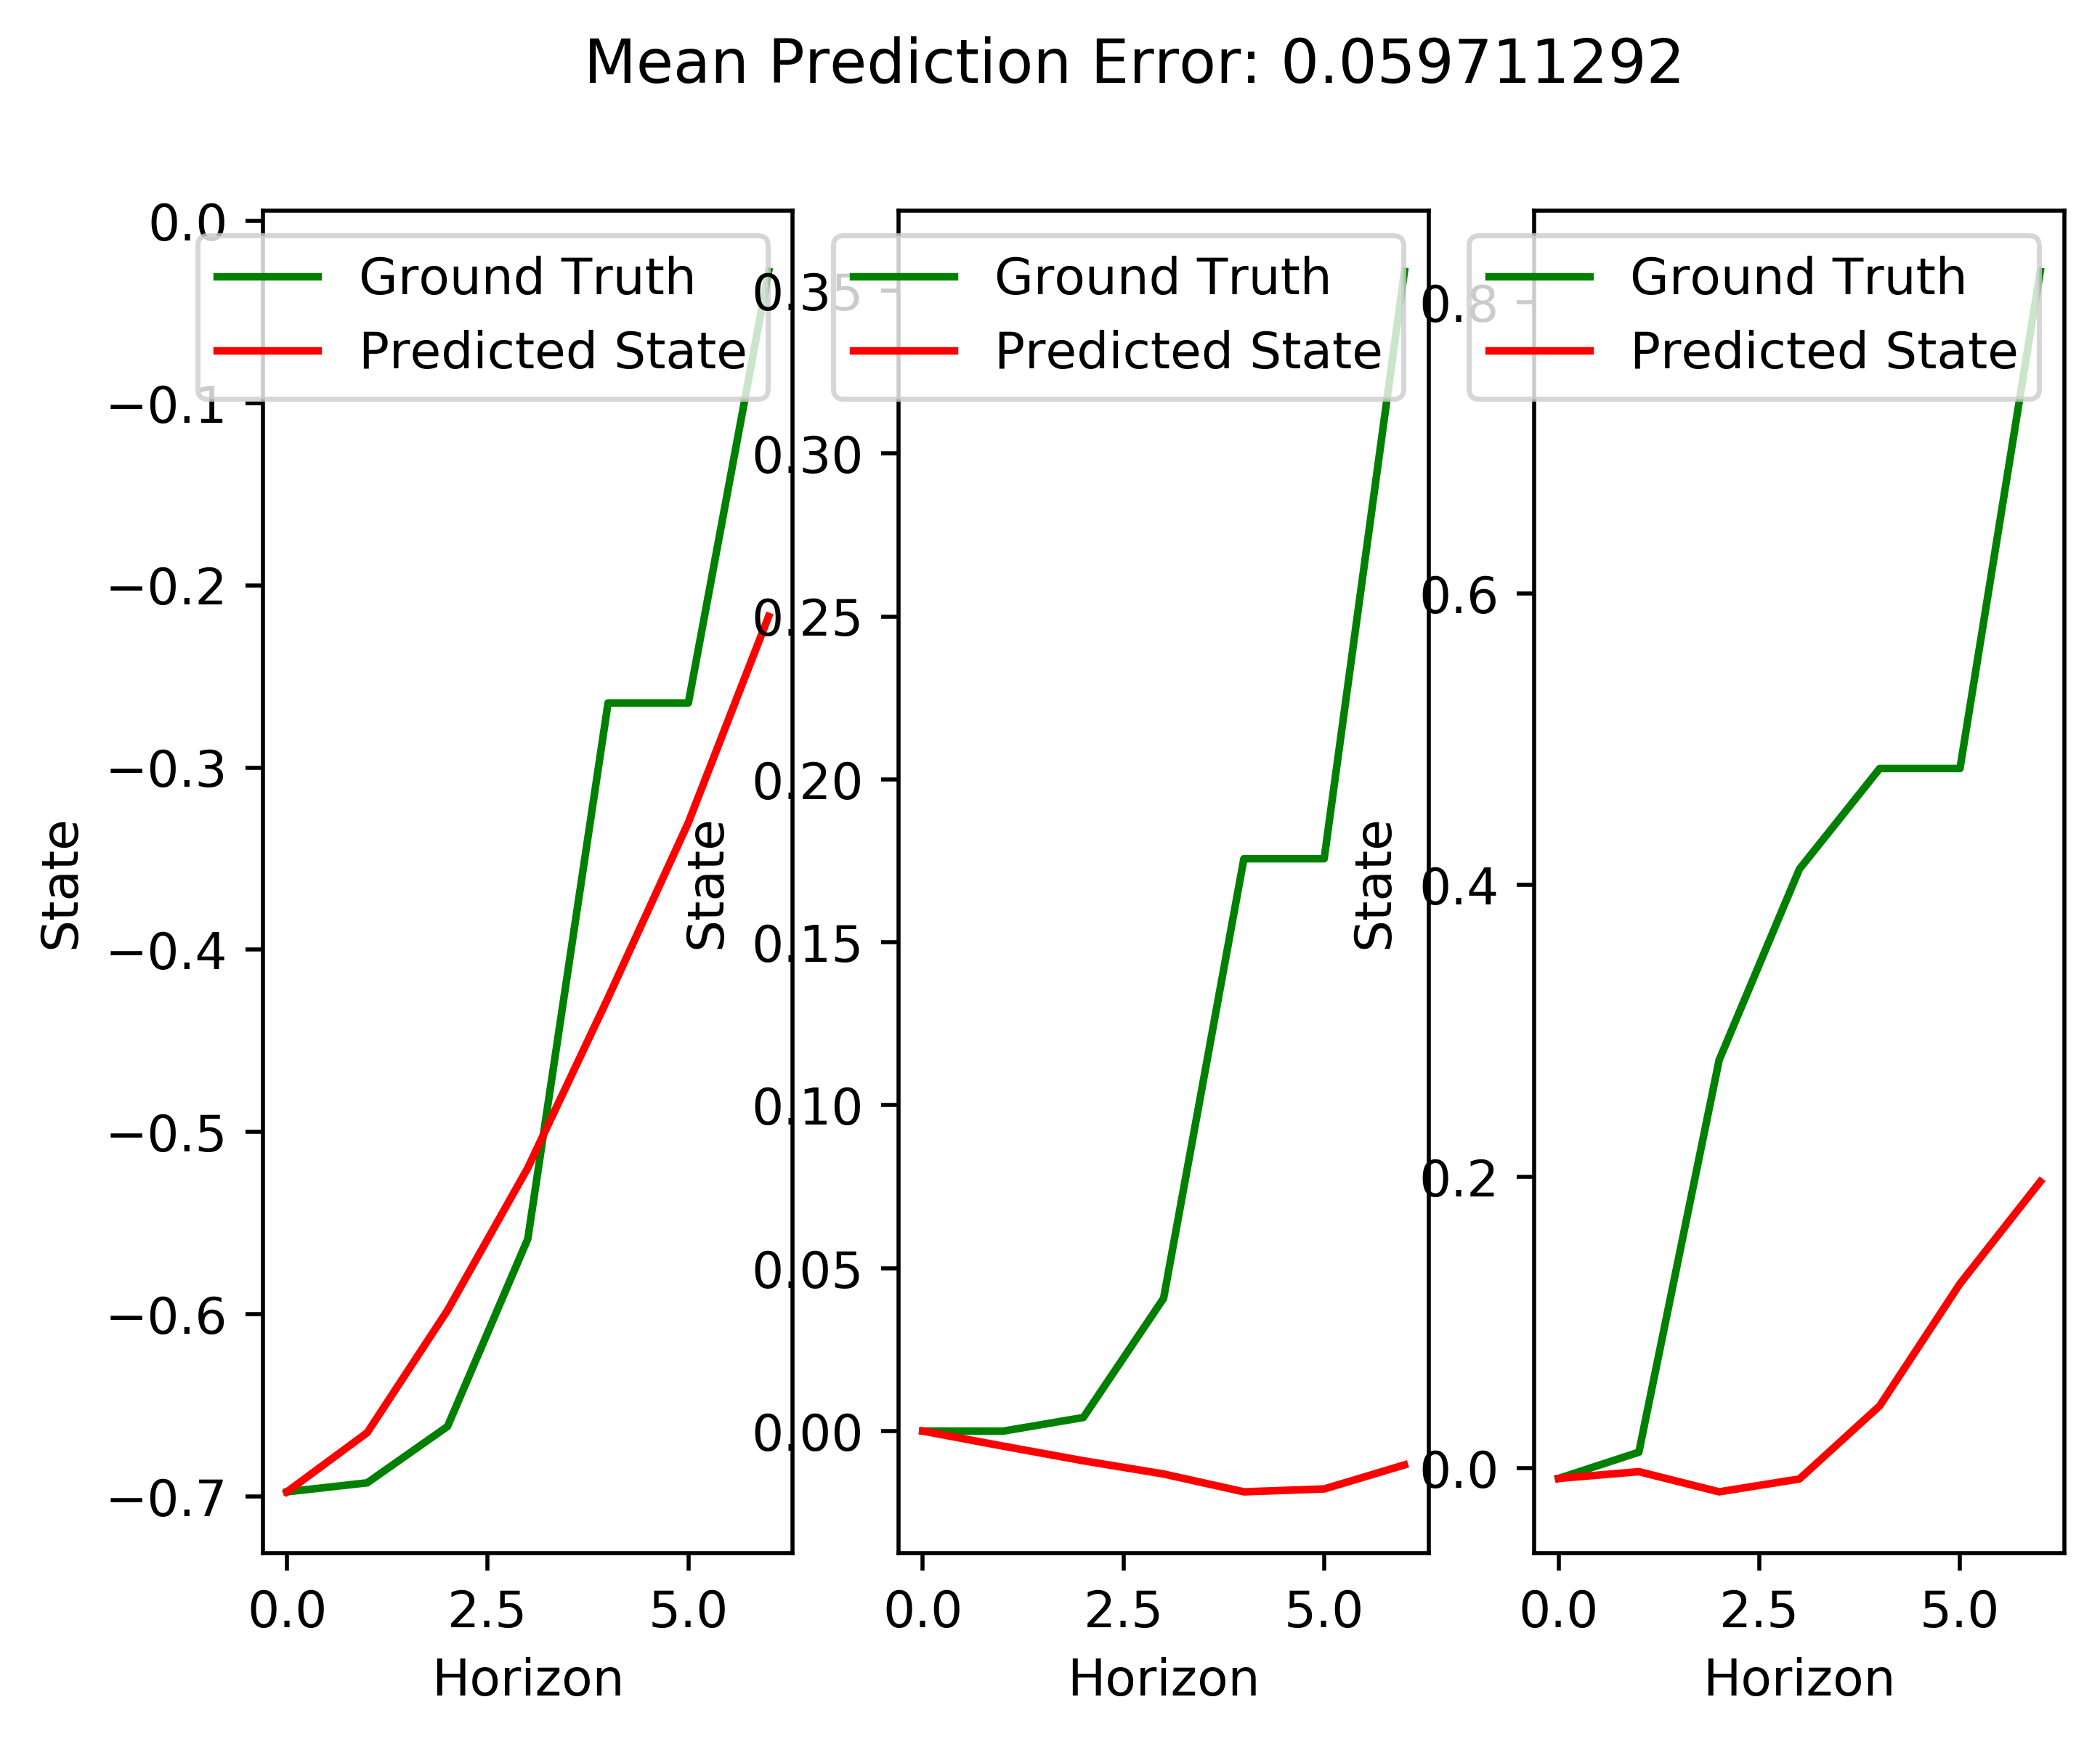 Mean Prediction Error: 0.059711292
Ground Truth
Predicted State
0.0
−0.1
−0.2
−0.3
−0.4
−0.5
−0.6
−0.7
State
0.0 2.5 5.0
Horizon
Ground Truth
Predicted State
0.35
0.30
0.25
0.20
0.15
0.10
0.05
0.00
State
0.0 2.5 5.0
Horizon
Ground Truth
Predicted State
0.8
0.6
0.4
0.2
0.0
State
0.0 2.5 5.0
Horizon